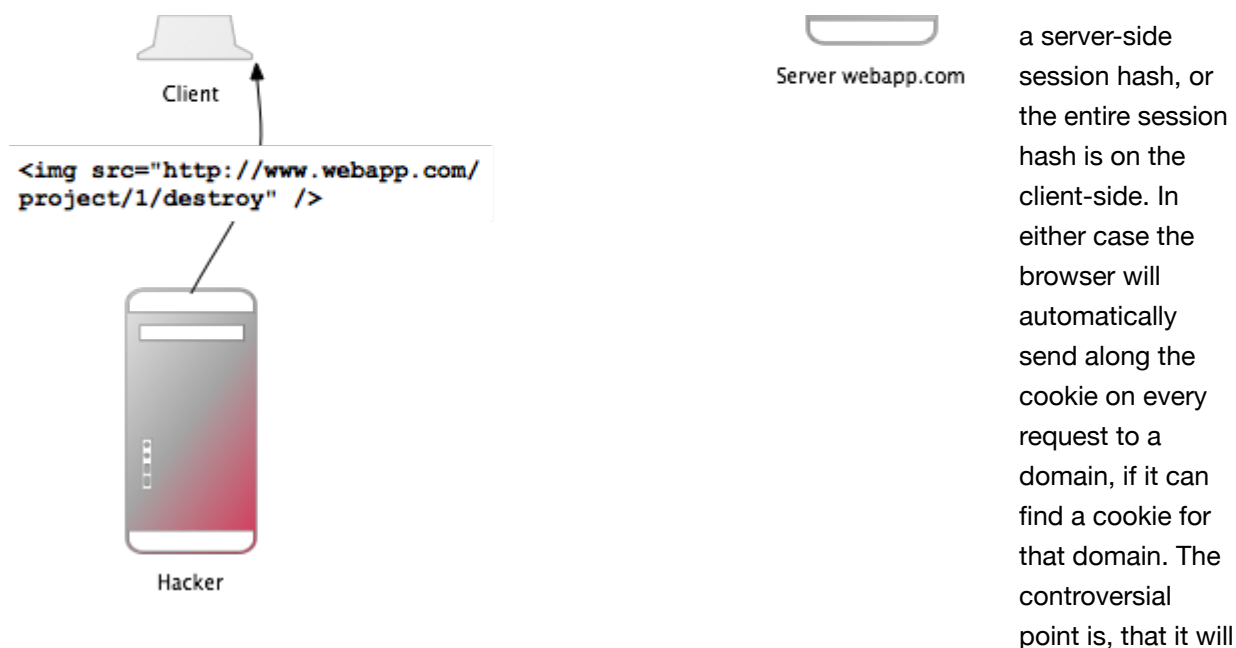 Client
Server webapp.com
<img src="http://www.webapp.com/
project/1/destroy" />
Hacker
a server-side
session hash, or
the entire session
hash is on the
client-side. In
either case the
browser will
automatically
send along the
cookie on every
request to a
domain, if it can
find a cookie for
that domain. The
controversial
point is, that it will